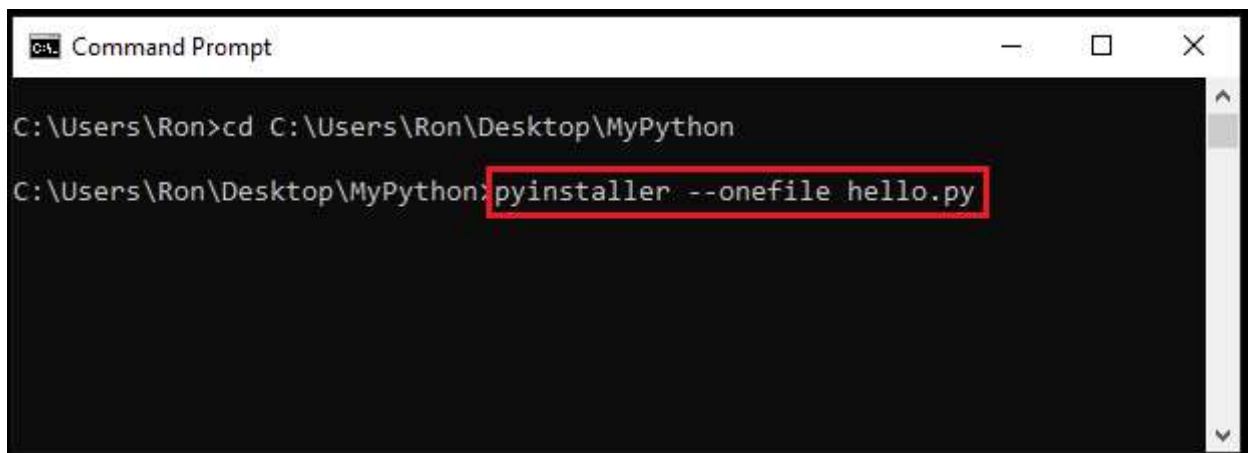 Command Prompt
C:\Users\Ron>cd C:\Users\Ron\Desktop\MyPython
C:\Users\Ron\Desktop\MyPython>pyinstaller --onefile hello.py